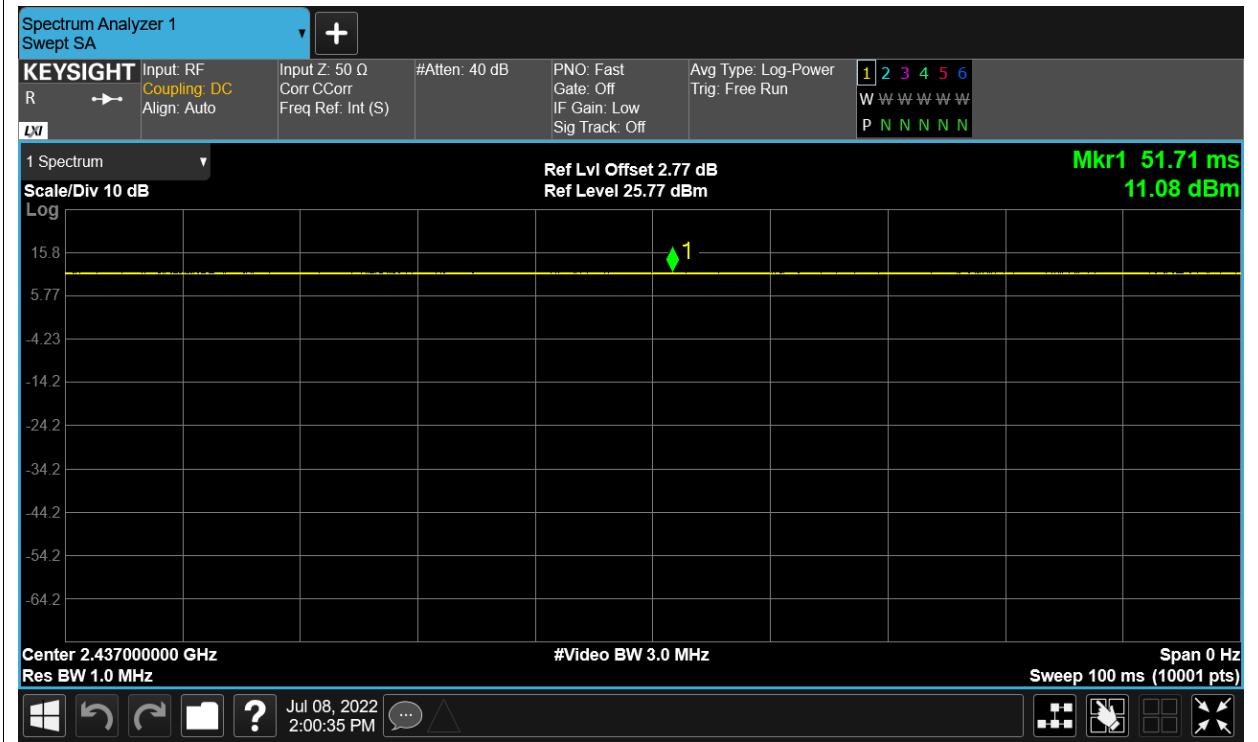 Spectrum Analyzer 1
Swept SA
KEYSIGHT
R
LXI
Input: RF
Coupling: DC
Align: Auto
Input Z: 50 Ω
Corr CCorr
Freq Ref: Int (S)
#Atten: 40 dB
PNO: Fast
Gate: Off
IF Gain: Low
Sig Track: Off
Avg Type: Log-Power
Trig: Free Run
1 2 3 4 5 6
W W W W W W
P N N N N N
1 Spectrum
Scale/Div 10 dB
Log
Ref Lvl Offset 2.77 dB
Ref Level 25.77 dBm
Mkr1 51.71 ms
11.08 dBm
1
15.8
5.77
-4.23
-14.2
-24.2
-34.2
-44.2
-54.2
-64.2
Center 2.437000000 GHz
#Video BW 3.0 MHz
Span 0 Hz
Res BW 1.0 MHz
Sweep 100 ms (10001 pts)
?
Jul 08, 2022
2:00:35 PM